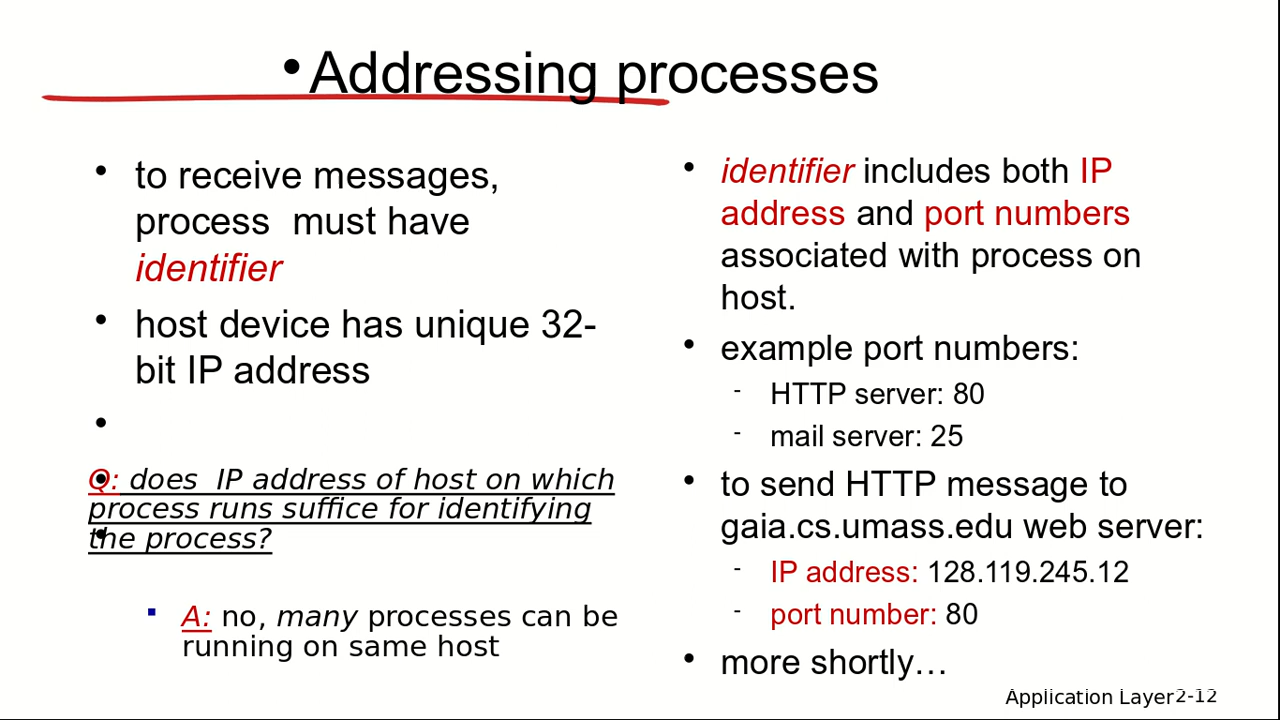 • Addressing processes
• to receive messages,
process must have
identifier
• host device has unique 32-
bit IP address
•
Q: does IP address of host on which
process runs suffice for identifying
the process?
▪ A: no, many processes can be
running on same host
• identifier includes both IP
address and port numbers
associated with process on
host.
• example port numbers:
- HTTP server: 80
- mail server: 25
• to send HTTP message to
gaia.cs.umass.edu web server:
- IP address: 128.119.245.12
- port number: 80
• more shortly…
Application Layer 2-12